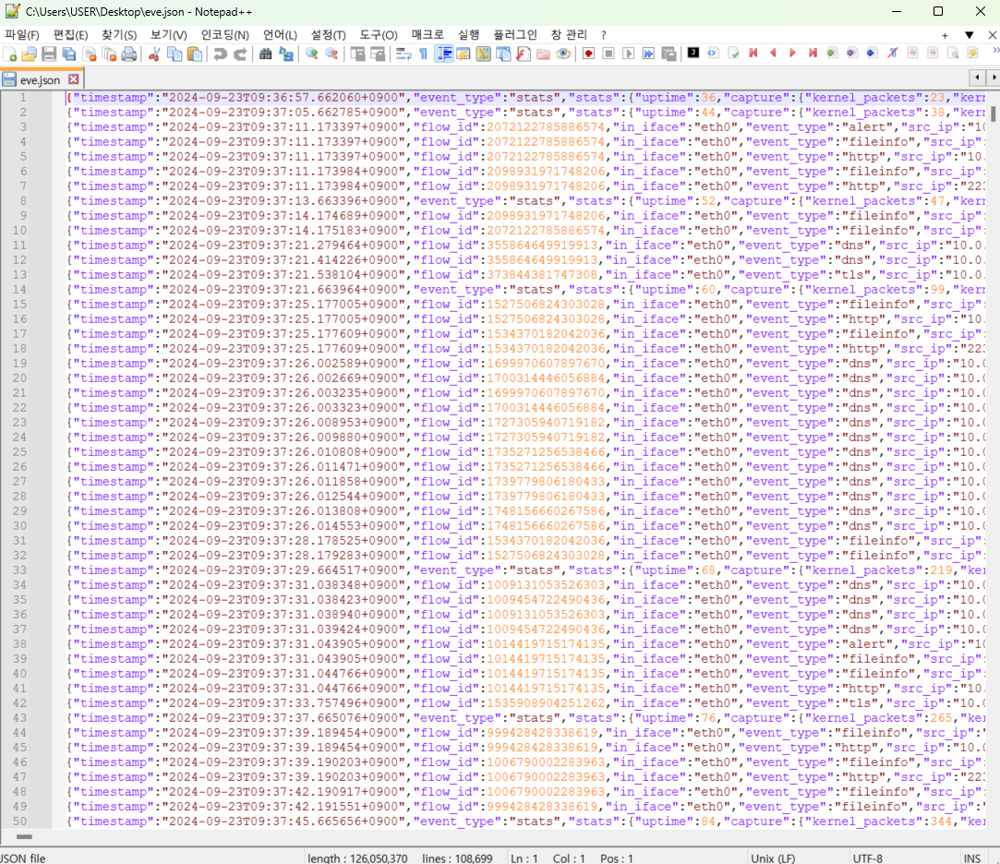 C:\Users\USER\Desktop\eve.json - Notepad++
파일(F) 편집(E) 찾기(S) 보기(V) 인코딩(N) 언어(L) 설정(T) 도구(O) 매크로 실행 플러그인 창 관리 ? + ▼ X
eve.json
1 {"timestamp":"2024-09-23T09:36:57.662060+0900","event_type":"stats","stats":{"uptime":36,"capture":{"kernel_packets":23,"ker
2 {"timestamp":"2024-09-23T09:37:05.662785+0900","event_type":"stats","stats":{"uptime":44,"capture":{"kernel_packets":38,"ker
3 {"timestamp":"2024-09-23T09:37:11.173397+0900","flow_id":2072122785886574,"in_iface":"eth0","event_type":"alert","src_ip":"10
4 {"timestamp":"2024-09-23T09:37:11.173397+0900","flow_id":2072122785886574,"in_iface":"eth0","event_type":"fileinfo","src_ip":
5 {"timestamp":"2024-09-23T09:37:11.173397+0900","flow_id":2072122785886574,"in_iface":"eth0","event_type":"http","src_ip":"10.
6 {"timestamp":"2024-09-23T09:37:11.173984+0900","flow_id":2098931971748206,"in_iface":"eth0","event_type":"fileinfo","src_ip":
7 {"timestamp":"2024-09-23T09:37:11.173984+0900","flow_id":2098931971748206,"in_iface":"eth0","event_type":"http","src_ip":"223
8 {"timestamp":"2024-09-23T09:37:13.663396+0900","event_type":"stats","stats":{"uptime":52,"capture":{"kernel_packets":47,"ker
9 {"timestamp":"2024-09-23T09:37:14.174689+0900","flow_id":2098931971748206,"in_iface":"eth0","event_type":"fileinfo","src_ip":
10 {"timestamp":"2024-09-23T09:37:14.175183+0900","flow_id":2072122785886574,"in_iface":"eth0","event_type":"fileinfo","src_ip":
11 {"timestamp":"2024-09-23T09:37:21.279464+0900","flow_id":355864649919913,"in_iface":"eth0","event_type":"dns","src_ip":"10.0.
12 {"timestamp":"2024-09-23T09:37:21.414226+0900","flow_id":355864649919913,"in_iface":"eth0","event_type":"dns","src_ip":"10.0.
13 {"timestamp":"2024-09-23T09:37:21.538104+0900","flow_id":373844381747308,"in_iface":"eth0","event_type":"tls","src_ip":"10.0.
14 {"timestamp":"2024-09-23T09:37:21.663964+0900","event_type":"stats","stats":{"uptime":60,"capture":{"kernel_packets":99,"ker
15 {"timestamp":"2024-09-23T09:37:25.177005+0900","flow_id":1527506824303028,"in_iface":"eth0","event_type":"fileinfo","src_ip":
16 {"timestamp":"2024-09-23T09:37:25.177005+0900","flow_id":1527506824303028,"in_iface":"eth0","event_type":"http","src_ip":"10.
17 {"timestamp":"2024-09-23T09:37:25.177609+0900","flow_id":1534370182042036,"in_iface":"eth0","event_type":"fileinfo","src_ip":
18 {"timestamp":"2024-09-23T09:37:25.177609+0900","flow_id":1534370182042036,"in_iface":"eth0","event_type":"http","src_ip":"223
19 {"timestamp":"2024-09-23T09:37:26.002589+0900","flow_id":1699970607897670,"in_iface":"eth0","event_type":"dns","src_ip":"10.0
20 {"timestamp":"2024-09-23T09:37:26.002669+0900","flow_id":1700314446056884,"in_iface":"eth0","event_type":"dns","src_ip":"10.0
21 {"timestamp":"2024-09-23T09:37:26.003235+0900","flow_id":1699970607897670,"in_iface":"eth0","event_type":"dns","src_ip":"10.0
22 {"timestamp":"2024-09-23T09:37:26.003323+0900","flow_id":1700314446056884,"in_iface":"eth0","event_type":"dns","src_ip":"10.0
23 {"timestamp":"2024-09-23T09:37:26.008953+0900","flow_id":1727305940719182,"in_iface":"eth0","event_type":"dns","src_ip":"10.0
24 {"timestamp":"2024-09-23T09:37:26.009880+0900","flow_id":1727305940719182,"in_iface":"eth0","event_type":"dns","src_ip":"10.0
25 {"timestamp":"2024-09-23T09:37:26.010808+0900","flow_id":1735271256538466,"in_iface":"eth0","event_type":"dns","src_ip":"10.0
26 {"timestamp":"2024-09-23T09:37:26.011471+0900","flow_id":1735271256538466,"in_iface":"eth0","event_type":"dns","src_ip":"10.0
27 {"timestamp":"2024-09-23T09:37:26.011858+0900","flow_id":1739779806180433,"in_iface":"eth0","event_type":"dns","src_ip":"10.0
28 {"timestamp":"2024-09-23T09:37:26.012544+0900","flow_id":1739779806180433,"in_iface":"eth0","event_type":"dns","src_ip":"10.0
29 {"timestamp":"2024-09-23T09:37:26.013808+0900","flow_id":1748156660267586,"in_iface":"eth0","event_type":"dns","src_ip":"10.0
30 {"timestamp":"2024-09-23T09:37:26.014553+0900","flow_id":1748156660267586,"in_iface":"eth0","event_type":"dns","src_ip":"10.0
31 {"timestamp":"2024-09-23T09:37:28.178525+0900","flow_id":1534370182042036,"in_iface":"eth0","event_type":"fileinfo","src_ip":
32 {"timestamp":"2024-09-23T09:37:28.179283+0900","flow_id":1527506824303028,"in_iface":"eth0","event_type":"fileinfo","src_ip":
33 {"timestamp":"2024-09-23T09:37:29.664517+0900","event_type":"stats","stats":{"uptime":68,"capture":{"kernel_packets":219,"ke
34 {"timestamp":"2024-09-23T09:37:31.038348+0900","flow_id":1009131053526303,"in_iface":"eth0","event_type":"dns","src_ip":"10.0
35 {"timestamp":"2024-09-23T09:37:31.038423+0900","flow_id":1009454722490436,"in_iface":"eth0","event_type":"dns","src_ip":"10.0
36 {"timestamp":"2024-09-23T09:37:31.038940+0900","flow_id":1009131053526303,"in_iface":"eth0","event_type":"dns","src_ip":"10.0
37 {"timestamp":"2024-09-23T09:37:31.039424+0900","flow_id":1009454722490436,"in_iface":"eth0","event_type":"dns","src_ip":"10.0
38 {"timestamp":"2024-09-23T09:37:31.043905+0900","flow_id":1014419715174135,"in_iface":"eth0","event_type":"alert","src_ip":"10
39 {"timestamp":"2024-09-23T09:37:31.043905+0900","flow_id":1014419715174135,"in_iface":"eth0","event_type":"fileinfo","src_ip":
40 {"timestamp":"2024-09-23T09:37:31.044766+0900","flow_id":1014419715174135,"in_iface":"eth0","event_type":"fileinfo","src_ip":
41 {"timestamp":"2024-09-23T09:37:31.044766+0900","flow_id":1014419715174135,"in_iface":"eth0","event_type":"http","src_ip":"10.
42 {"timestamp":"2024-09-23T09:37:33.757496+0900","flow_id":1535908904251262,"in_iface":"eth0","event_type":"tls","src_ip":"10.0
43 {"timestamp":"2024-09-23T09:37:37.665076+0900","event_type":"stats","stats":{"uptime":76,"capture":{"kernel_packets":265,"ke
44 {"timestamp":"2024-09-23T09:37:39.189454+0900","flow_id":999428428338619,"in_iface":"eth0","event_type":"fileinfo","src_ip":"
45 {"timestamp":"2024-09-23T09:37:39.189454+0900","flow_id":999428428338619,"in_iface":"eth0","event_type":"http","src_ip":"10.0
46 {"timestamp":"2024-09-23T09:37:39.190203+0900","flow_id":1006790002283963,"in_iface":"eth0","event_type":"fileinfo","src_ip":
47 {"timestamp":"2024-09-23T09:37:39.190203+0900","flow_id":1006790002283963,"in_iface":"eth0","event_type":"http","src_ip":"223
48 {"timestamp":"2024-09-23T09:37:42.190917+0900","flow_id":1006790002283963,"in_iface":"eth0","event_type":"fileinfo","src_ip":
49 {"timestamp":"2024-09-23T09:37:42.191551+0900","flow_id":999428428338619,"in_iface":"eth0","event_type":"fileinfo","src_ip":"
50 {"timestamp":"2024-09-23T09:37:45.665656+0900","event_type":"stats","stats":{"uptime":84,"capture":{"kernel_packets":344,"ke
JSON file length : 126,050,370 lines : 108,699 Ln : 1 Col : 1 Pos : 1 Unix (LF) UTF-8 INS